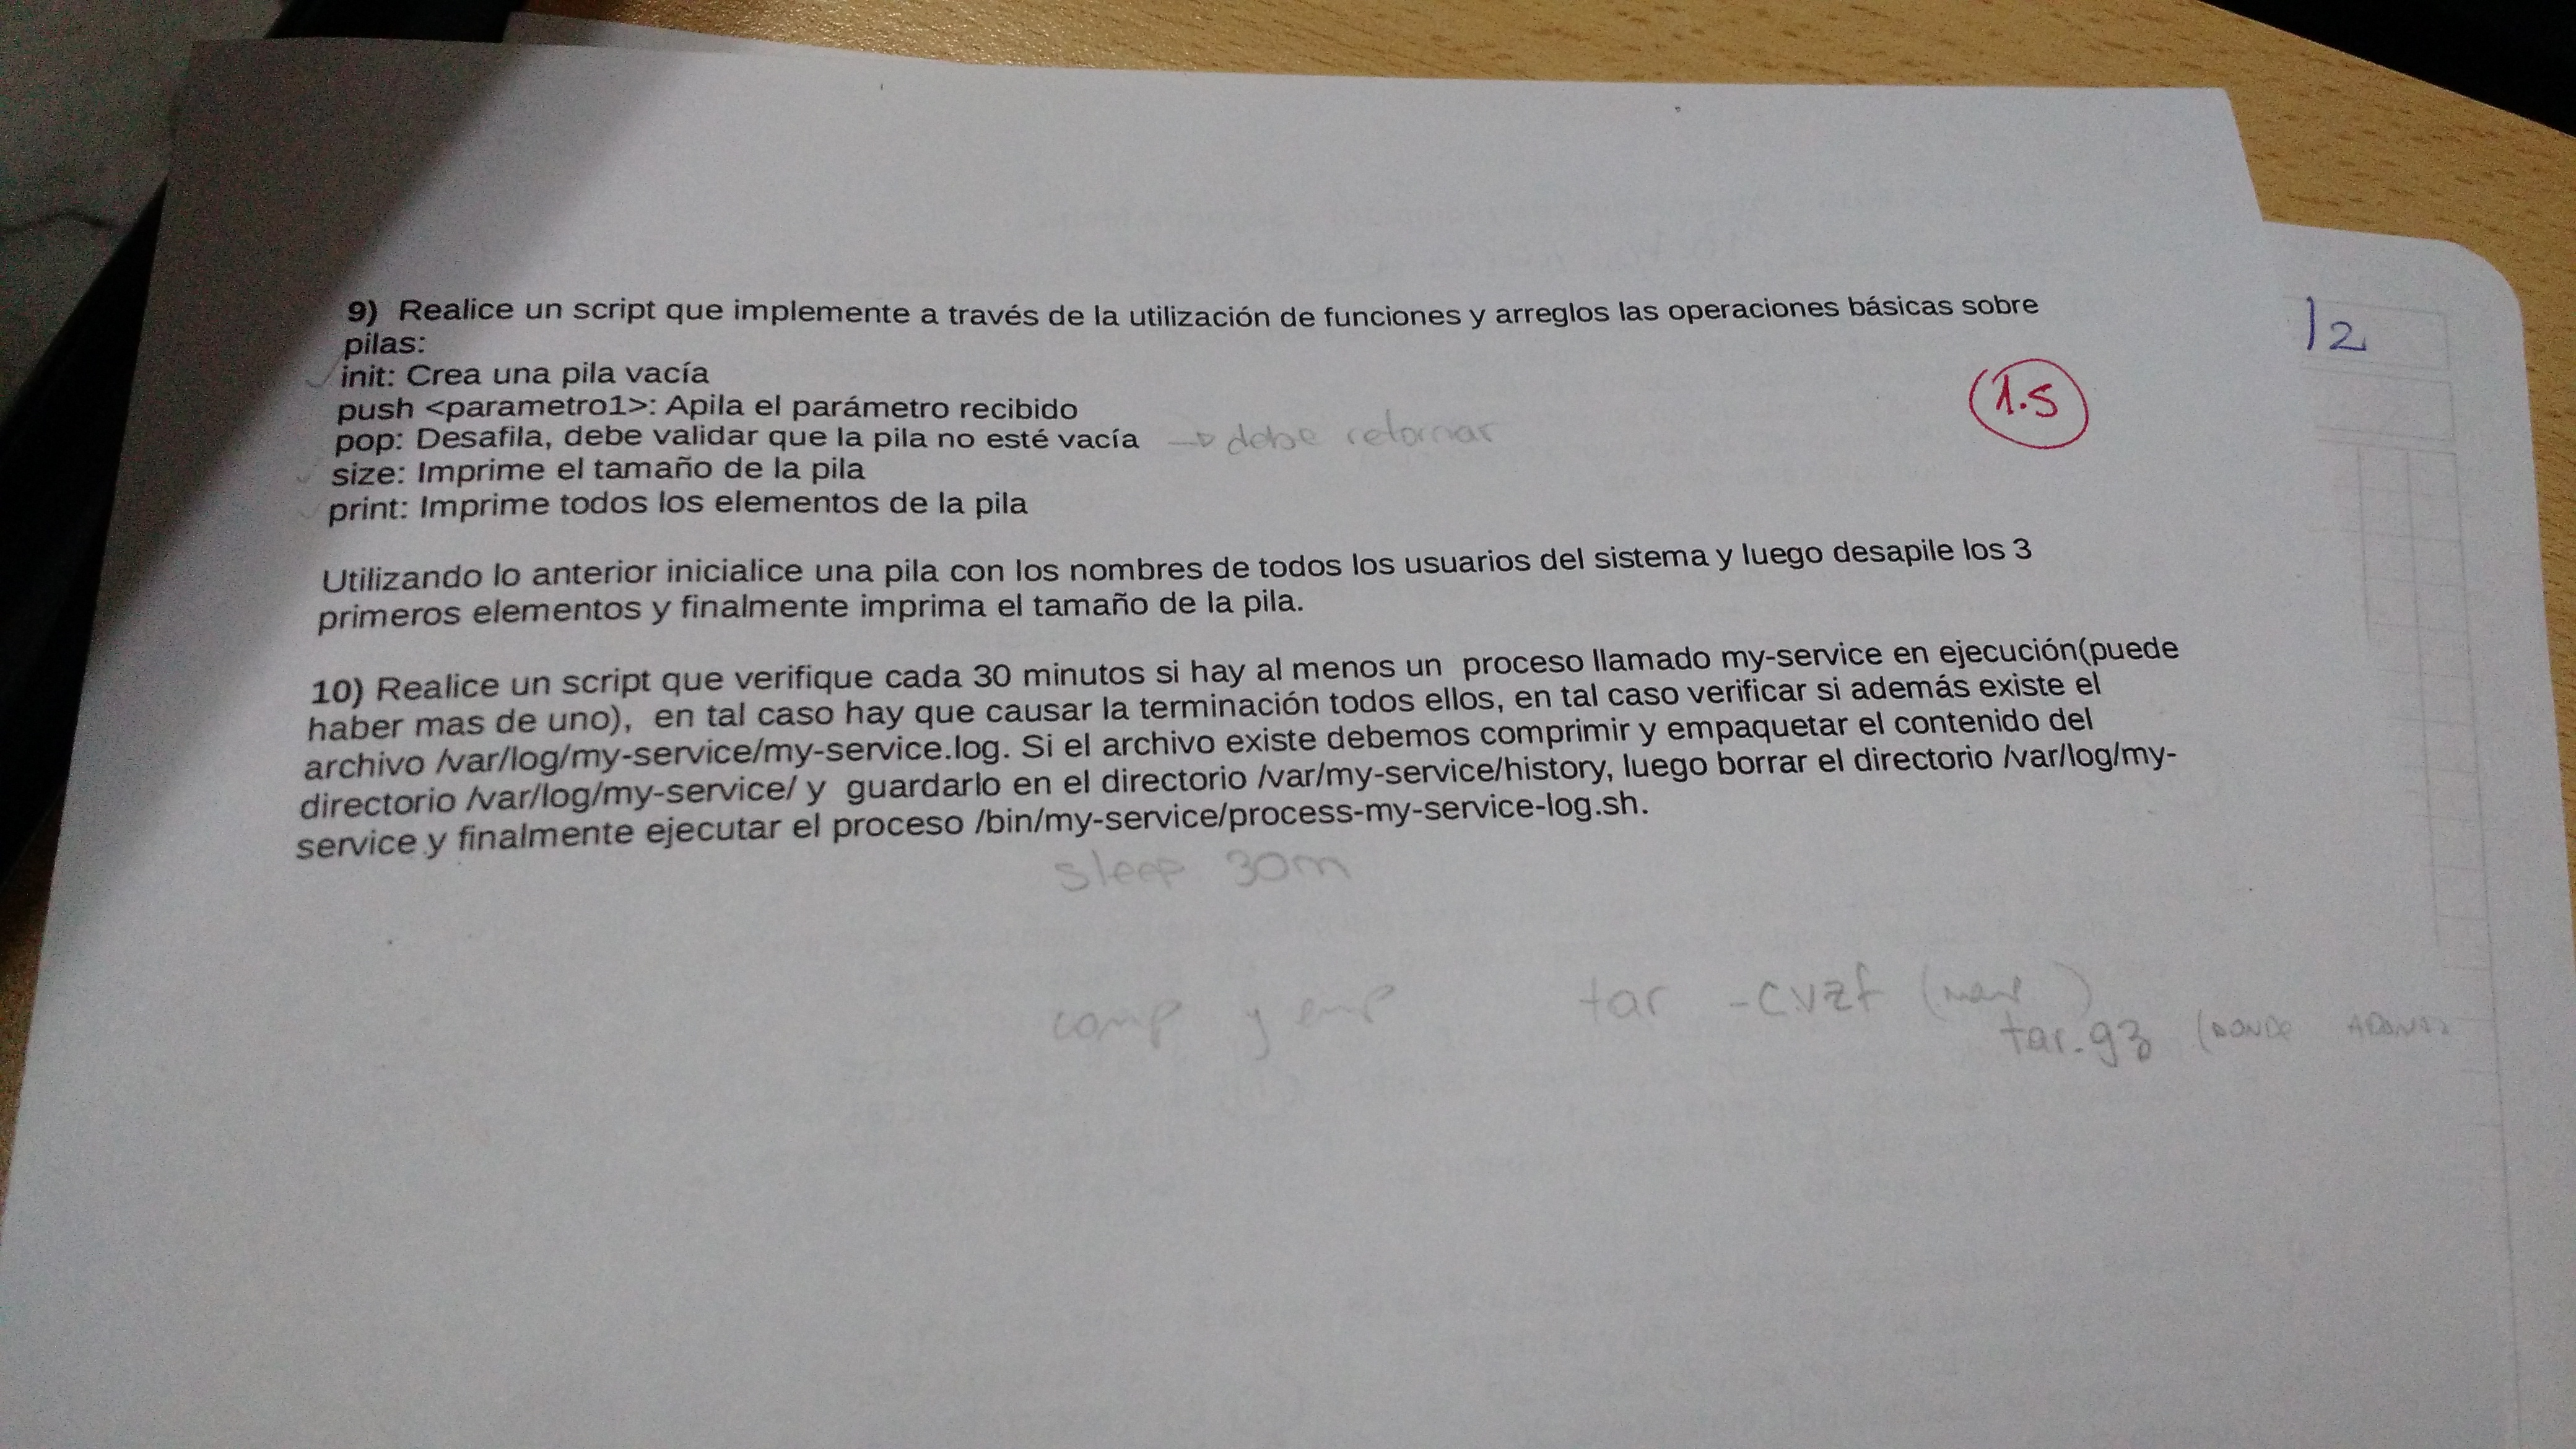 9) Realice un script que implemente a través de la utilización de funciones y arreglos las operaciones básicas sobre
pilas:
init: Crea una pila vacía
push <parametro1>: Apila el parámetro recibido
pop: Desafila, debe validar que la pila no esté vacía → debe retornar
size: Imprime el tamaño de la pila
print: Imprime todos los elementos de la pila
12
1.5
Utilizando lo anterior inicialice una pila con los nombres de todos los usuarios del sistema y luego desapile los 3
primeros elementos y finalmente imprima el tamaño de la pila.
10) Realice un script que verifique cada 30 minutos si hay al menos un proceso llamado my-service en ejecución(puede
haber mas de uno), en tal caso hay que causar la terminación todos ellos, en tal caso verificar si además existe el
archivo /var/log/my-service/my-service.log. Si el archivo existe debemos comprimir y empaquetar el contenido del
directorio /var/log/my-service/ y guardarlo en el directorio /var/my-service/history, luego borrar el directorio /var/log/my-
service y finalmente ejecutar el proceso /bin/my-service/process-my-service-log.sh.
sleep 30m
comp y emp
tar -cvzf
tar.gz (DONDE